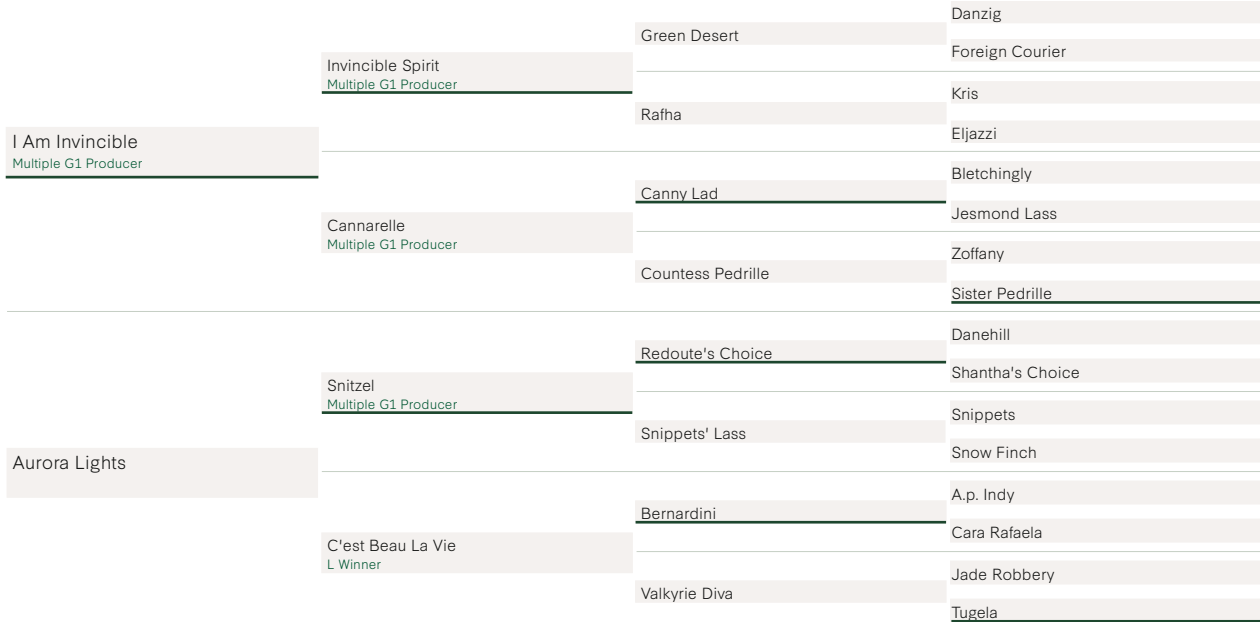 I Am Invincible
Multiple G1 Producer
Aurora Lights
Invincible Spirit
Multiple G1 Producer
Cannarelle
Multiple G1 Producer
Snitzel
Multiple G1 Producer
C'est Beau La Vie
L Winner
Green Desert
Rafha
Canny Lad
Countess Pedrille
Redoute's Choice
Snippets' Lass
Bernardini
Valkyrie Diva
Danzig
Foreign Courier
Kris
Eljazzi
Bletchingly
Jesmond Lass
Zoffany
Sister Pedrille
Danehill
Shantha's Choice
Snippets
Snow Finch
A.p. Indy
Cara Rafaela
Jade Robbery
Tugela